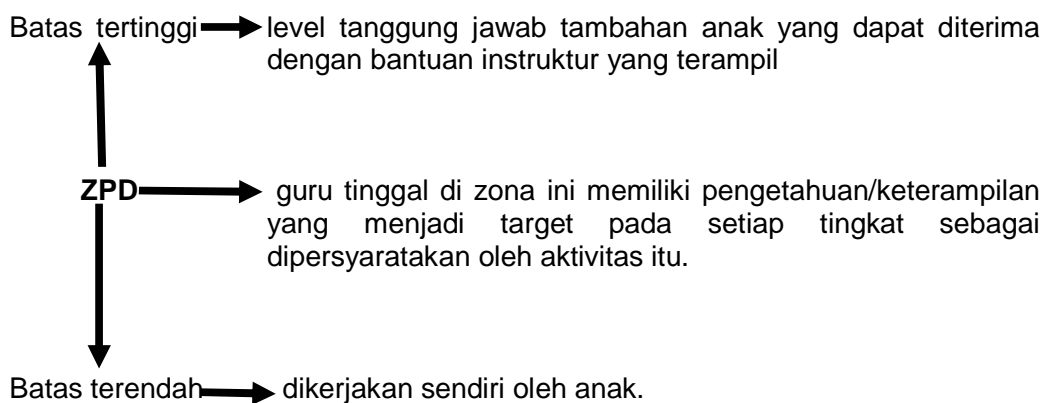 Batas tertinggi level tanggung jawab tambahan anak yang dapat diterima
dengan bantuan instruktur yang terampil
ZPD guru tinggal di zona ini memiliki pengetahuan/keterampilan
yang menjadi target pada setiap tingkat sebagai
dipersyaratakan oleh aktivitas itu.
Batas terendah dikerjakan sendiri oleh anak.